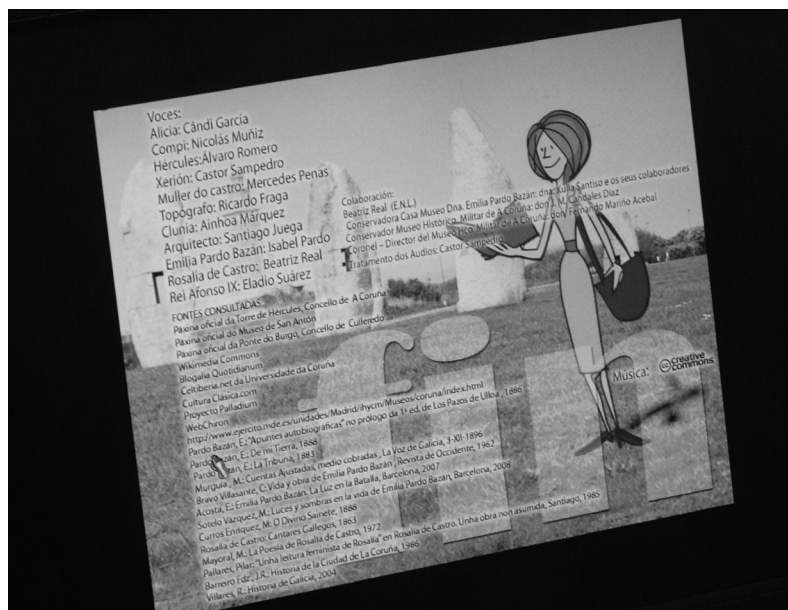 Voces:
Alicia: Cândi García
Compi: Nicolás Muñiz
Hércules:Álvaro Romero
Xerión: Castor Sampedro
Muller do castro: Mercedes Penas
Topógrafo: Ricardo Fraga
Clunia: Ainhoa Márquez
Arquitecto: Santiago Juega
Emilia Pardo Bazán: Isabel Pardo
Rosalía de Castro: Beatriz Real
Rei Afonso IX: Eladio Suárez
Colaboración:
Beatriz Real (E.N.L.)
Conservadora Casa Museo Dna. Emilia Pardo Bazán: dna. Xulia Santiso e os seus colaboradores
Conservador Museo Histórico Militar de A Coruña: don J. M. Candales Díaz
Coronel – Director del Museo Hco. Militar de A Coruña: don Fernando Mariño Acebal
Tratamento dos Audios: Castor Sampedro
FONTES CONSULTADAS
Páxina oficial da Torre de Hércules, Concello de A Coruña
Páxina oficial do Museo de San Antón
Páxina oficial da Ponte do Burgo, Concello de Culleredo
Wikimedia Commons
Blogalia Quotidianum
Celtiberia.net da Universidade da Coruña
Cultura Clásica.com
Proyecto Palladium
WebChiron
http://www.ejercito.mde.es/unidades/Madrid/ihycm/Museos/coruna/index.html
Pardo Bazán, E.: "Apuntes autobiográficas" no prólogo da 1ª ed. de Los Pazos de Ulloa , 1886
Pardo Bazán, E.: De mi Tierra, 1888
Pardo Bazán, E.: La Tribuna, 1883
Murguía , M.: Cuentas Ajustadas, medio cobradas , La Voz de Galicia, 3-XII-1896
Bravo Villasante, C: Vida y obra de Emilia Pardo Bazán , Revista de Occidente, 1962
Acosta, E.: Emilia Pardo Bazán. La Luz en la Batalla, Barcelona, 2007
Sotelo Vázquez, M.: Luces y sombras en la vida de Emilia Pardo Bazán, Barcelona, 2008
Curros Enríquez, M: O Divino Sainete, 1888
Rosalía de Castro: Cantares Gallegos, 1863
Mayoral, M.: La Poesía de Rosalía de Castro, 1972
Pallarés, Pilar; "Unha leitura feminista de Rosalía" en Rosalía de Castro. Unha obra non asumida, Santiago, 1985
Barreiro Fdz , J.R.: Historia de la Ciudad de La Coruña, 1986
Villares, R.: Historia de Galicia, 2004
fin
Música:
cc creative commons